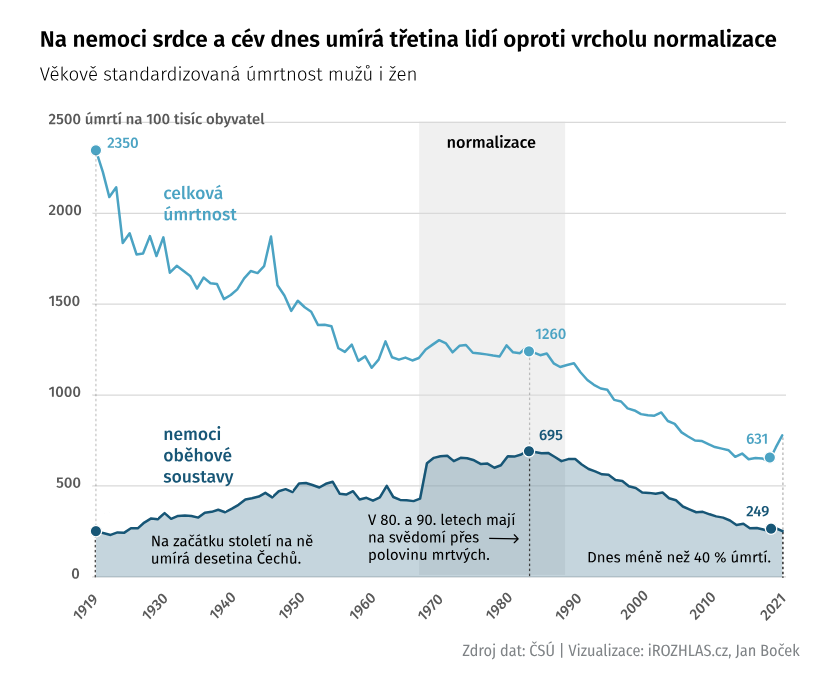 Na nemoci srdce a cév dnes umírá třetina lidí oproti vrcholu normalizace
Věkově standardizovaná úmrtnost mužů i žen
2500 úmrtí na 100 tisíc obyvatel
2350
normalizace
celková
úmrtnost
2000
1500
1260
1000
nemoci
oběhové
soustavy
695
631
500
249
V 80. a 90. letech mají
na svědomí přes
polovinu mrtvých.
Na začátku století na ně
umírá desetina Čechů.
Dnes méně než 40 % úmrtí.
0
1919
1930
1940
1950
1960
1970
1980
1990
2000
2010
2021
Zdroj dat: ČSÚ | Vizualizace: iROZHLAS.cz, Jan Boček